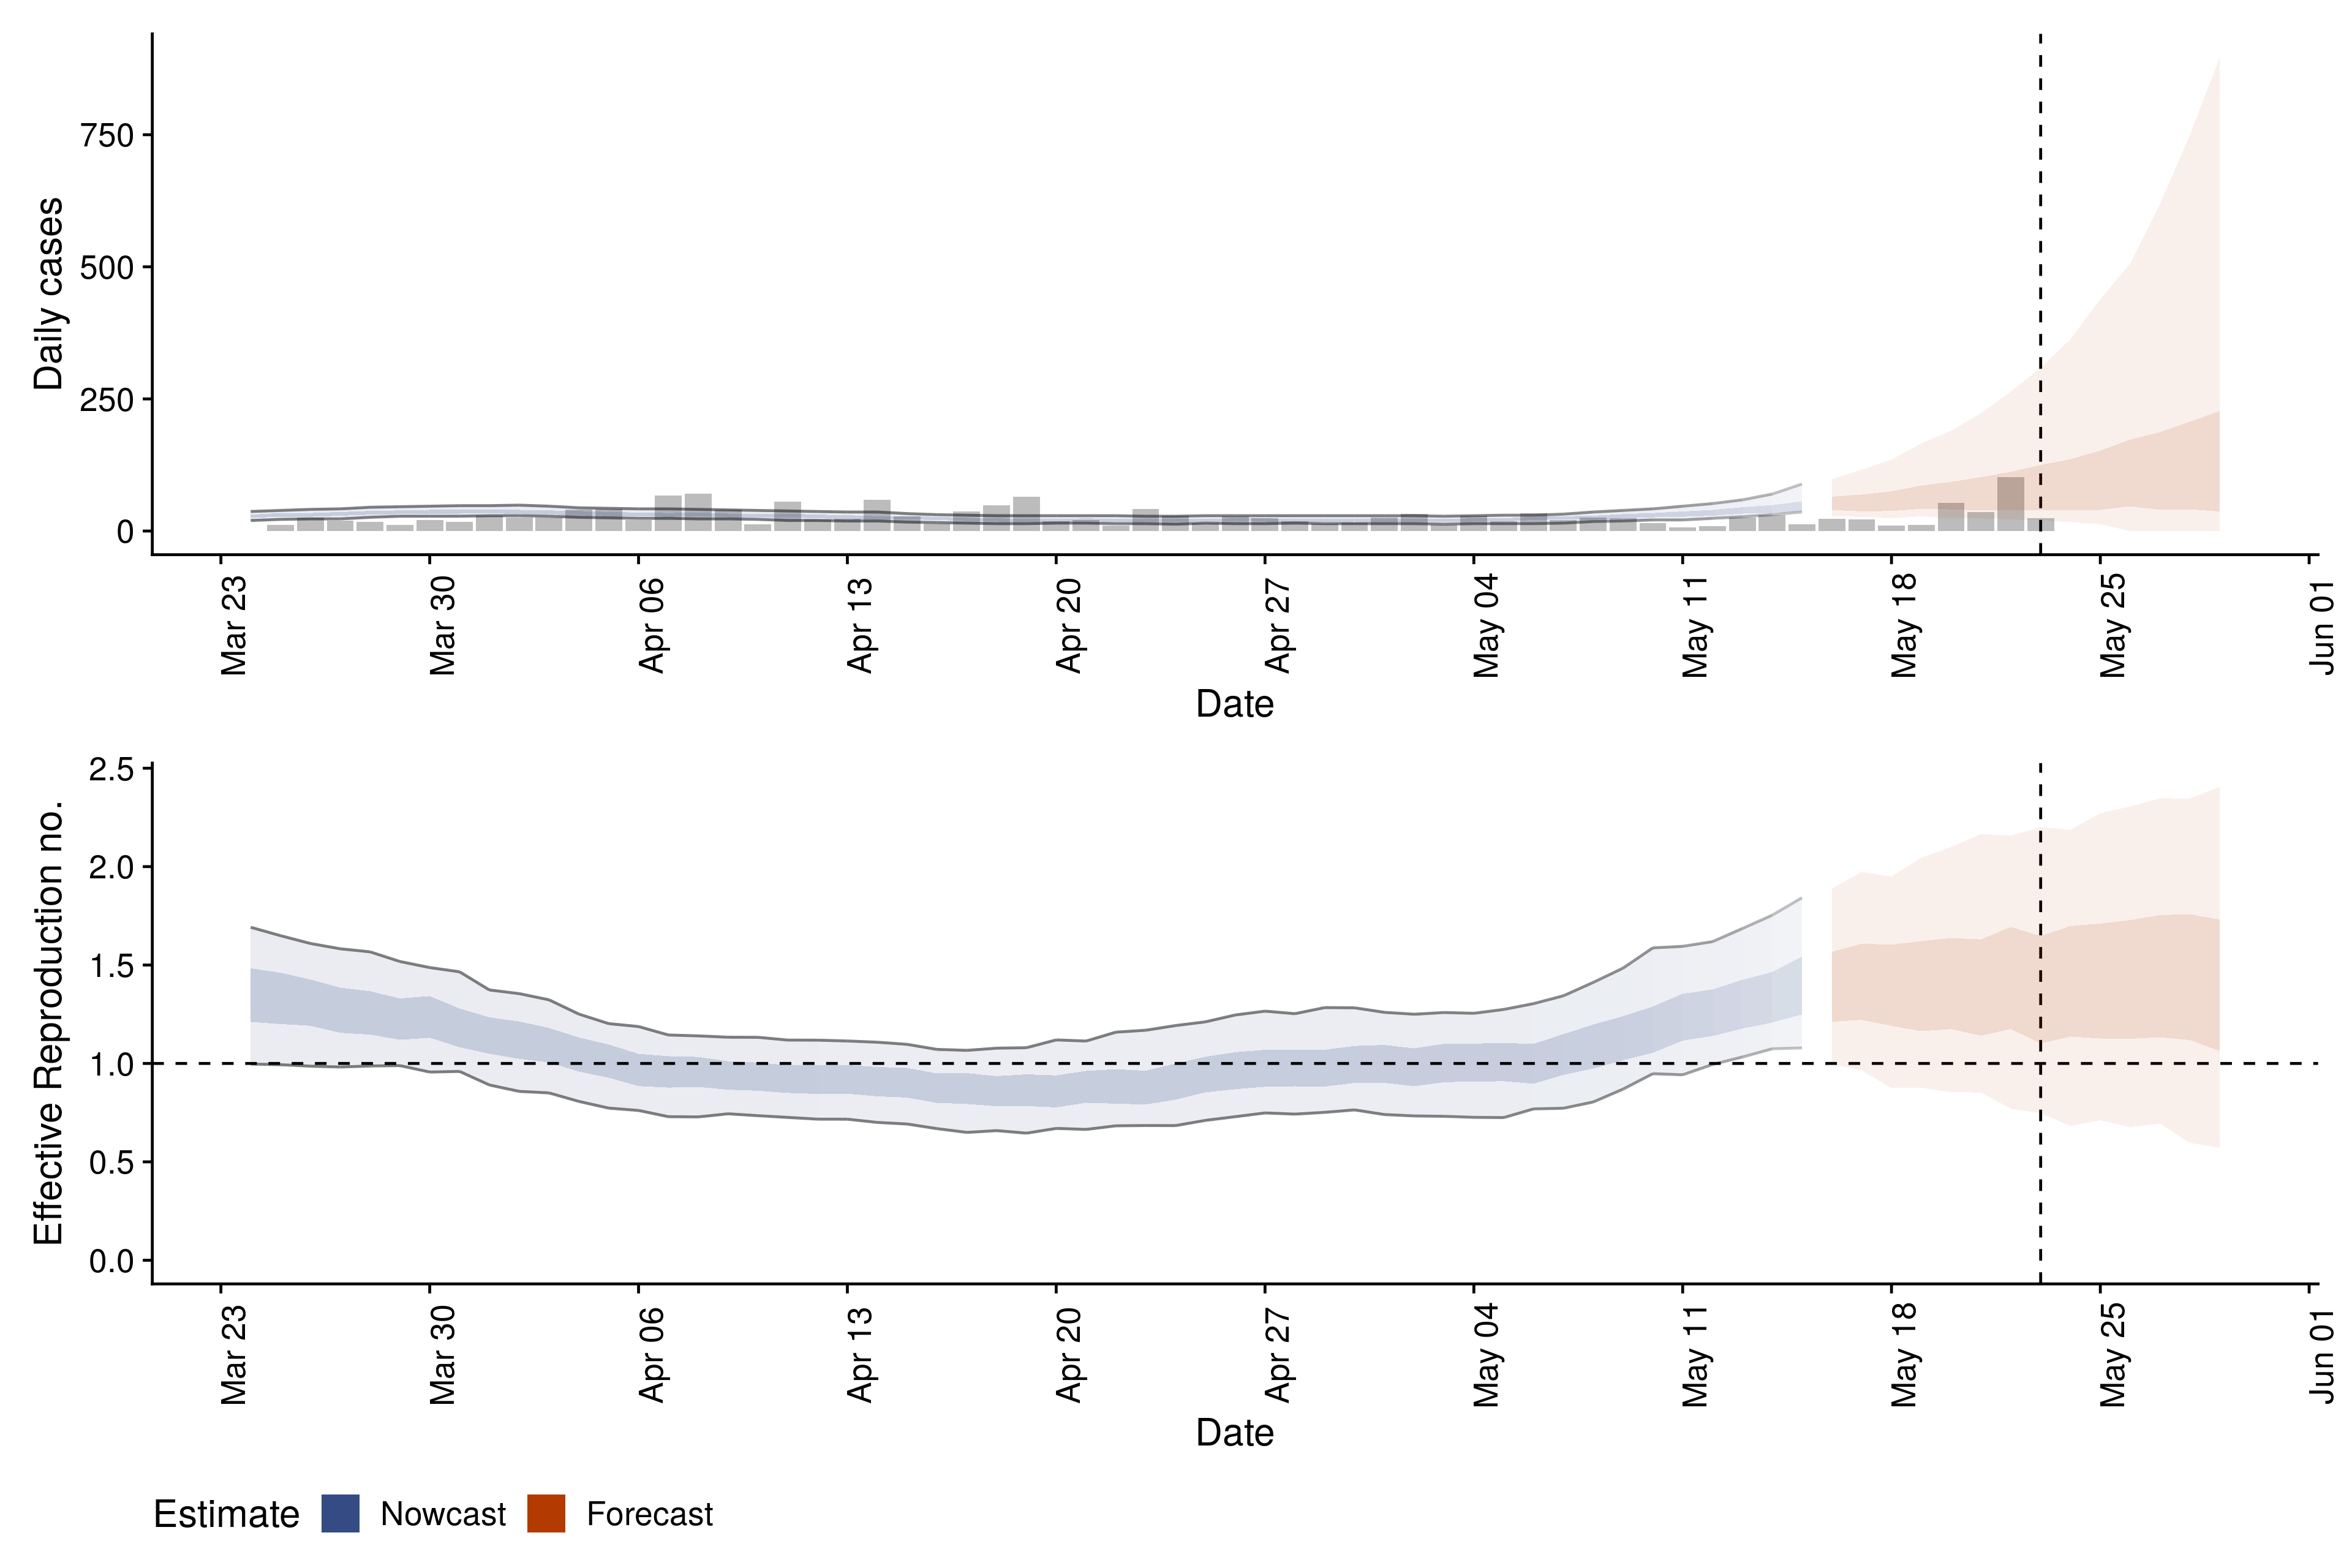 Daily cases
750
500
250
0
Mar 23
Mar 30
Apr 06
Apr 13
Apr 20
Apr 27
May 04
May 11
May 18
May 25
Jun 01
Date
Effective Reproduction no.
2.5
2.0
1.5
1.0
0.5
0.0
Mar 23
Mar 30
Apr 06
Apr 13
Apr 20
Apr 27
May 04
May 11
May 18
May 25
Jun 01
Date
Estimate Nowcast Forecast